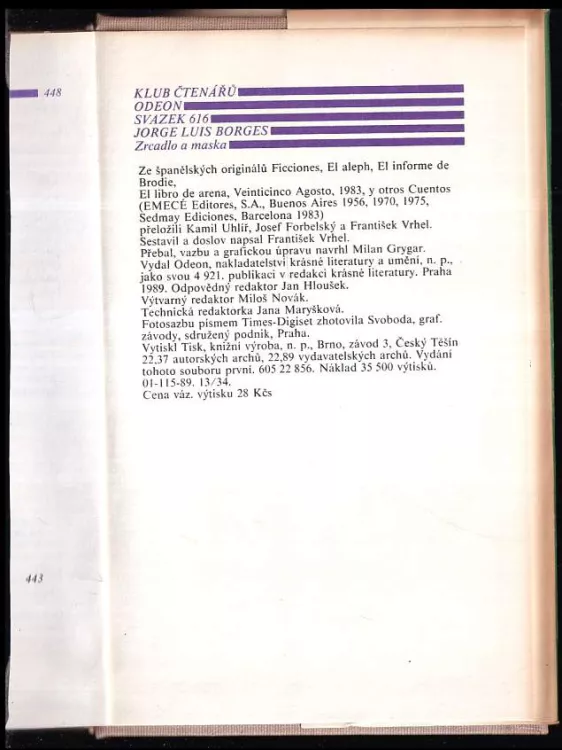 448
KLUB ČTENÁŘŮ
ODEON
SVAZEK 616
JORGE LUIS BORGES
Zrcadlo a maska
Ze španělských originálů Ficciones, El aleph, El informe de
Brodie,
El libro de arena, Veinticinco Agosto, 1983, y otros Cuentos
(EMECÉ Editores, S.A., Buenos Aires 1956, 1970, 1975,
Sedmay Ediciones, Barcelona 1983)
přeložili Kamil Uhlíř, Josef Forbelský a František Vrhel.
Sestavil a doslov napsal František Vrhel.
Přebal, vazbu a grafickou úpravu navrhl Milan Grygar.
Vydal Odeon, nakladatelství krásné literatury a umění, n. p.,
jako svou 4 921. publikaci v redakci krásné literatury. Praha
1989. Odpovědný redaktor Jan Hloušek.
Výtvarný redaktor Miloš Novák.
Technická redaktorka Jana Maryšková.
Fotosazbu písmem Times-Digiset zhotovila Svoboda, graf.
závody, sdružený podnik, Praha.
Vytiskl Tisk, knižní výroba, n. p., Brno, závod 3, Český Těšín
22,37 autorských archů, 22,89 vydavatelských archů. Vydání
tohoto souboru první. 605 22 856. Náklad 35 500 výtisků.
01-115-89. 13/34.
Cena váz. výtisku 28 Kčs
443